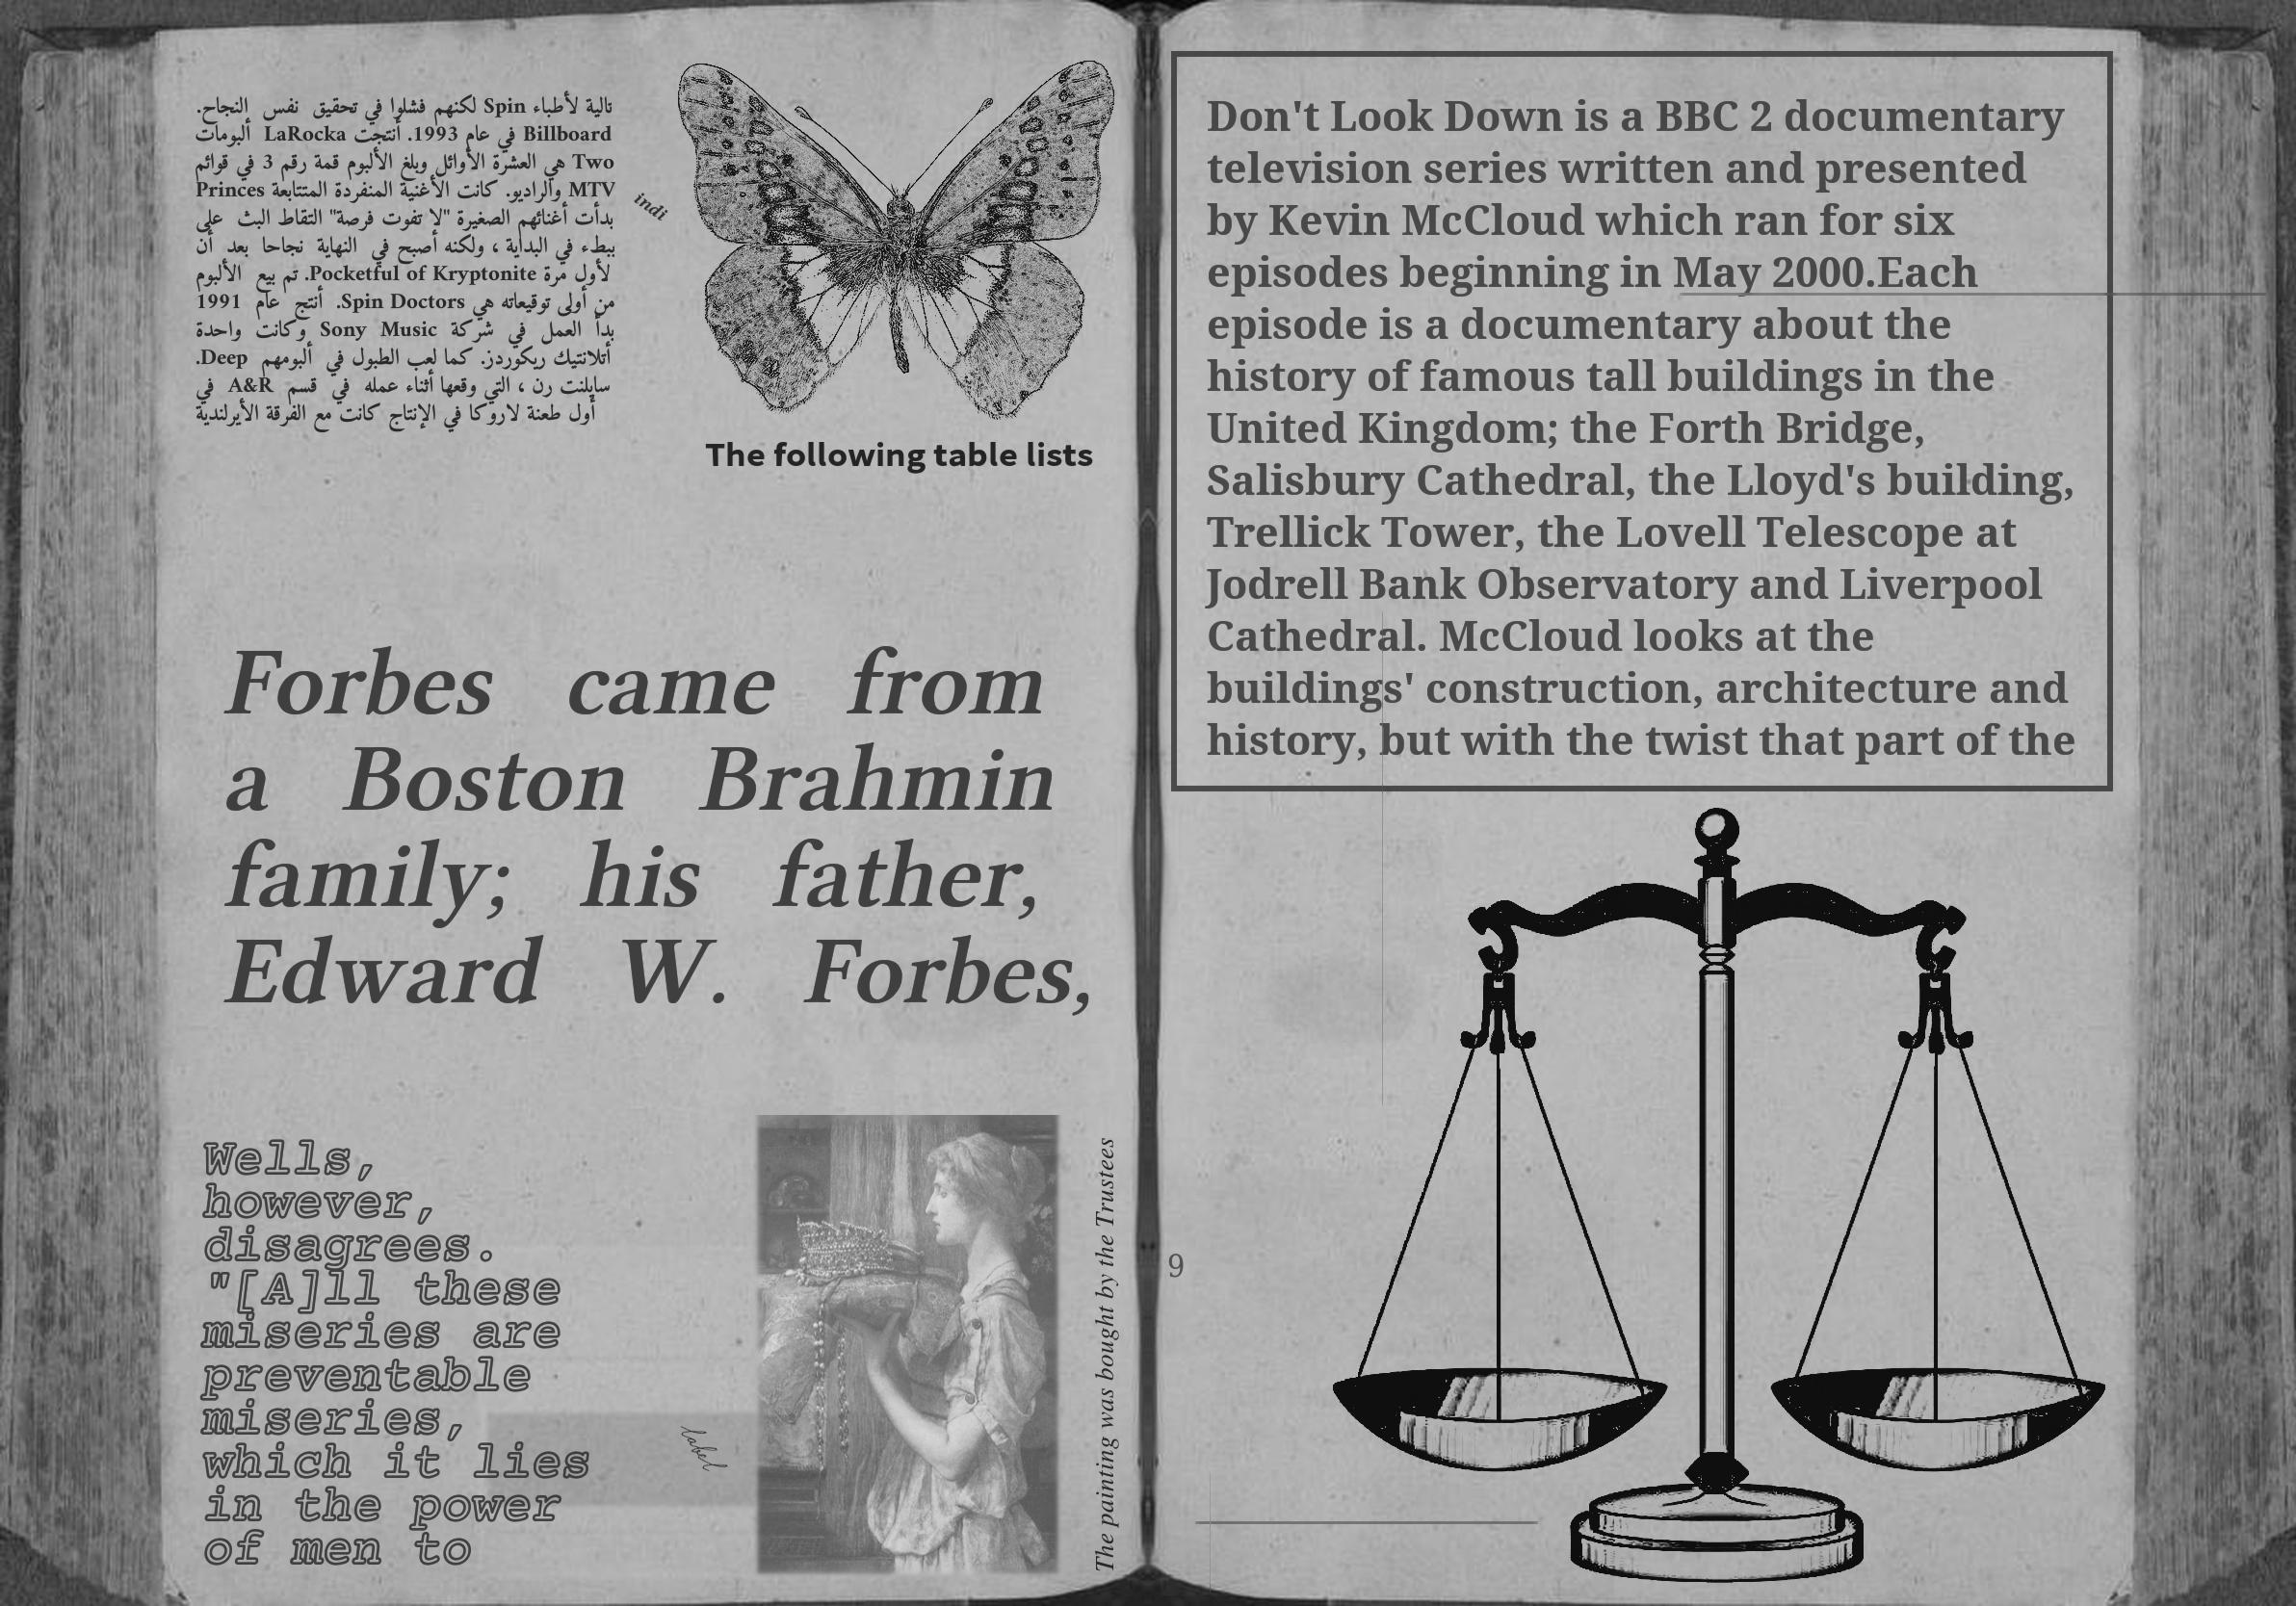 تالية لأطباء Spin لكنهم فشلوا في تحقيق نفس النجاح.
Billboard في عام 1993. أنتجت LaRocka ألبومات
Two هي العشرة الأوائل وبلغ الألبوم قمة رقم 3 في قوائم
MTV والراديو. كانت الأغنية المنفردة المتتابعة Princes
بدأت أغنائهم الصغيرة "لا تفوت فرصة" التقاط البث على
ببطء في البداية ، ولكنه أصبح في النهاية نجاحا بعد أن
لأول مرة Pocketful of Kryptonite. تم بيع الألبوم
من أولى توقيعاته هي Spin Doctors. أنتج عام 1991
بدأ العمل في شركة Sony Music وكانت واحدة
أتلانتيك ريكوردز. كما لعب الطبول في ألبومهم Deep.
سايلنت رن ، التي وقعها أثناء عمله في قسم A&R في
أول طعنة لاروكا في الإنتاج كانت مع الفرقة الأيرلندية
indi
The following table lists
Forbes came from
a Boston Brahmin
family; his father,
Edward W. Forbes,
Wells,
however,
disagrees.
"[A]ll these
miseries are
preventable
miseries,
which it lies
in the power
of men to
label
The painting was bought by the Trustees
Don't Look Down is a BBC 2 documentary
television series written and presented
by Kevin McCloud which ran for six
episodes beginning in May 2000.Each
episode is a documentary about the
history of famous tall buildings in the
United Kingdom; the Forth Bridge,
Salisbury Cathedral, the Lloyd's building,
Trellick Tower, the Lovell Telescope at
Jodrell Bank Observatory and Liverpool
Cathedral. McCloud looks at the
buildings' construction, architecture and
history, but with the twist that part of the
9